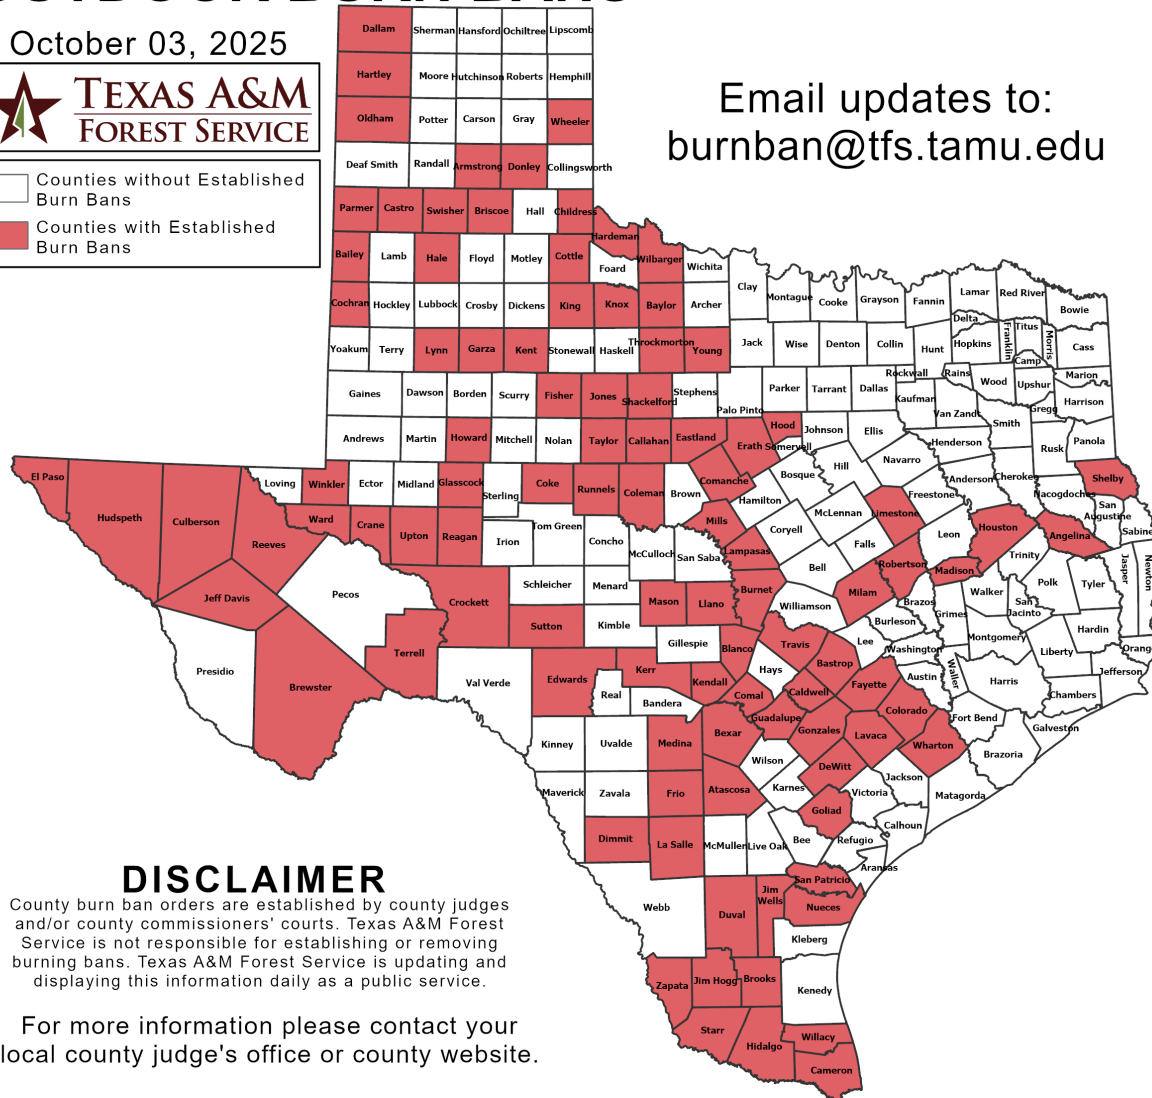 October 03, 2025
TEXAS A&M
FOREST SERVICE
Counties without Established
Burn Bans
Counties with Established
Burn Bans
Email updates to:
burnban@tfs.tamu.edu
Dallam Sherman Hansford Ochiltree Lipscomb
Hartley Moore Hutchinson Roberts Hemphill
Oldham Potter Carson Gray Wheeler
Deaf Smith Randall Armstrong Donley Collingsworth
Parmer Castro Swisher Briscoe Hall Childress
Hardeman
Bailey Lamb Hale Floyd Motley Cottle Foard Wilbarger Wichita
Clay Montague Cooke Grayson Fannin Lamar Red River Bowie
Cochran Hockley Lubbock Crosby Dickens King Knox Baylor Archer
Delta Franklin Titus Morris
Yoakum Terry Lynn Garza Kent Stonewall Haskell Throckmorton Young Jack Wise Denton Collin Hunt Hopkins Camp Cass
Rockwall Rains Wood Upshur Marion
Gaines Dawson Borden Scurry Fisher Jones Shackelford Stephens Palo Pinto Parker Tarrant Dallas Kaufman Van Zandt Gregg Harrison
Andrews Martin Howard Mitchell Nolan Taylor Callahan Eastland Erath Hood Somervell Johnson Ellis Henderson Smith Rusk Panola
El Paso Hudspeth Culberson Loving Winkler Ector Midland Glasscock Sterling Coke Runnels Coleman Brown Comanche Hamilton Bosque Hill Navarro Anderson Cherokee Nacogdoches Shelby
Reeves Ward Crane Upton Reagan Irion Tom Green Concho McCulloch San Saba Mills Lampasas Coryell McLennan Limestone Freestone Leon Houston Angelina San Augustine Sabine
Falls Bell Robertson Madison Trinity Polk Tyler Jasper Newton
Jeff Davis Pecos Crockett Schleicher Menard Mason Llano Burnet Williamson Milam Brazos Grimes Walker San Jacinto
Presidio Brewster Terrell Sutton Kimble Gillespie Blanco Travis Lee Burleson Washington Montgomery Liberty Hardin Orange
Val Verde Edwards Real Kerr Bandera Kendall Comal Hays Caldwell Bastrop Fayette Austin Waller Harris Chambers Jefferson
Kinney Uvalde Medina Bexar Guadalupe Gonzales Lavaca Colorado Wharton Fort Bend Galveston Brazoria
Maverick Zavala Frio Atascosa Wilson Karnes DeWitt Victoria Jackson Matagorda
Dimmit La Salle McMullen Live Oak Bee Goliad Refugio Calhoun Aransas
Webb Duval Jim Wells San Patricio Nueces
Kleberg
Zapata Jim Hogg Brooks Kenedy
Starr Hidalgo Willacy
Cameron
DISCLAIMER
County burn ban orders are established by county judges
and/or county commissioners' courts. Texas A&M Forest
Service is not responsible for establishing or removing
burning bans. Texas A&M Forest Service is updating and
displaying this information daily as a public service.
For more information please contact your
local county judge's office or county website.